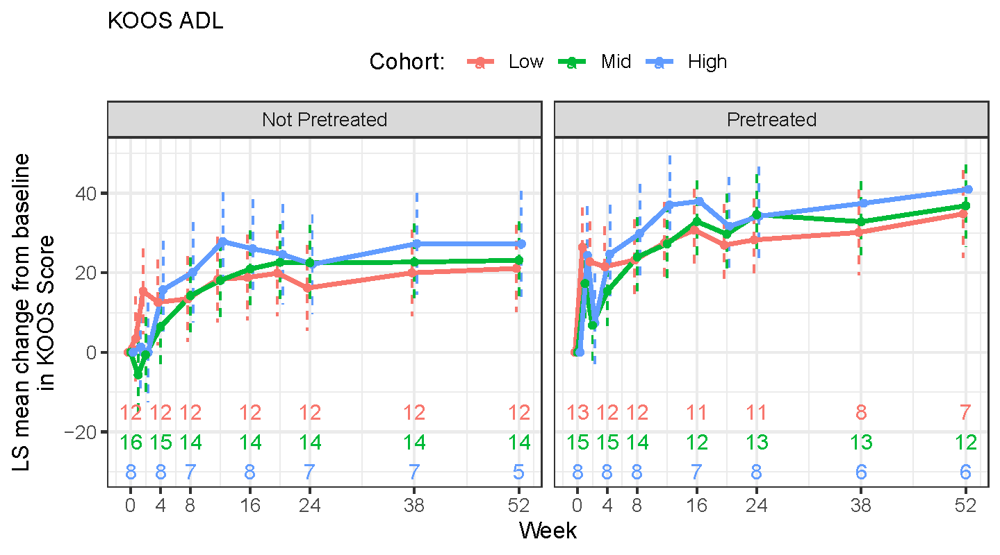 KOOS ADL
Cohort: Low Mid High
Not Pretreated Pretreated
LS mean change from baseline
in KOOS Score
40
20
0
−20
12 12 12 12 12 12 12
16 15 14 14 14 14 14
8 8 7 8 7 7 5
13 12 12 11 11 8 7
15 15 14 12 13 13 12
8 8 8 7 8 6 6
0 4 8 16 24 38 52
0 4 8 16 24 38 52
Week